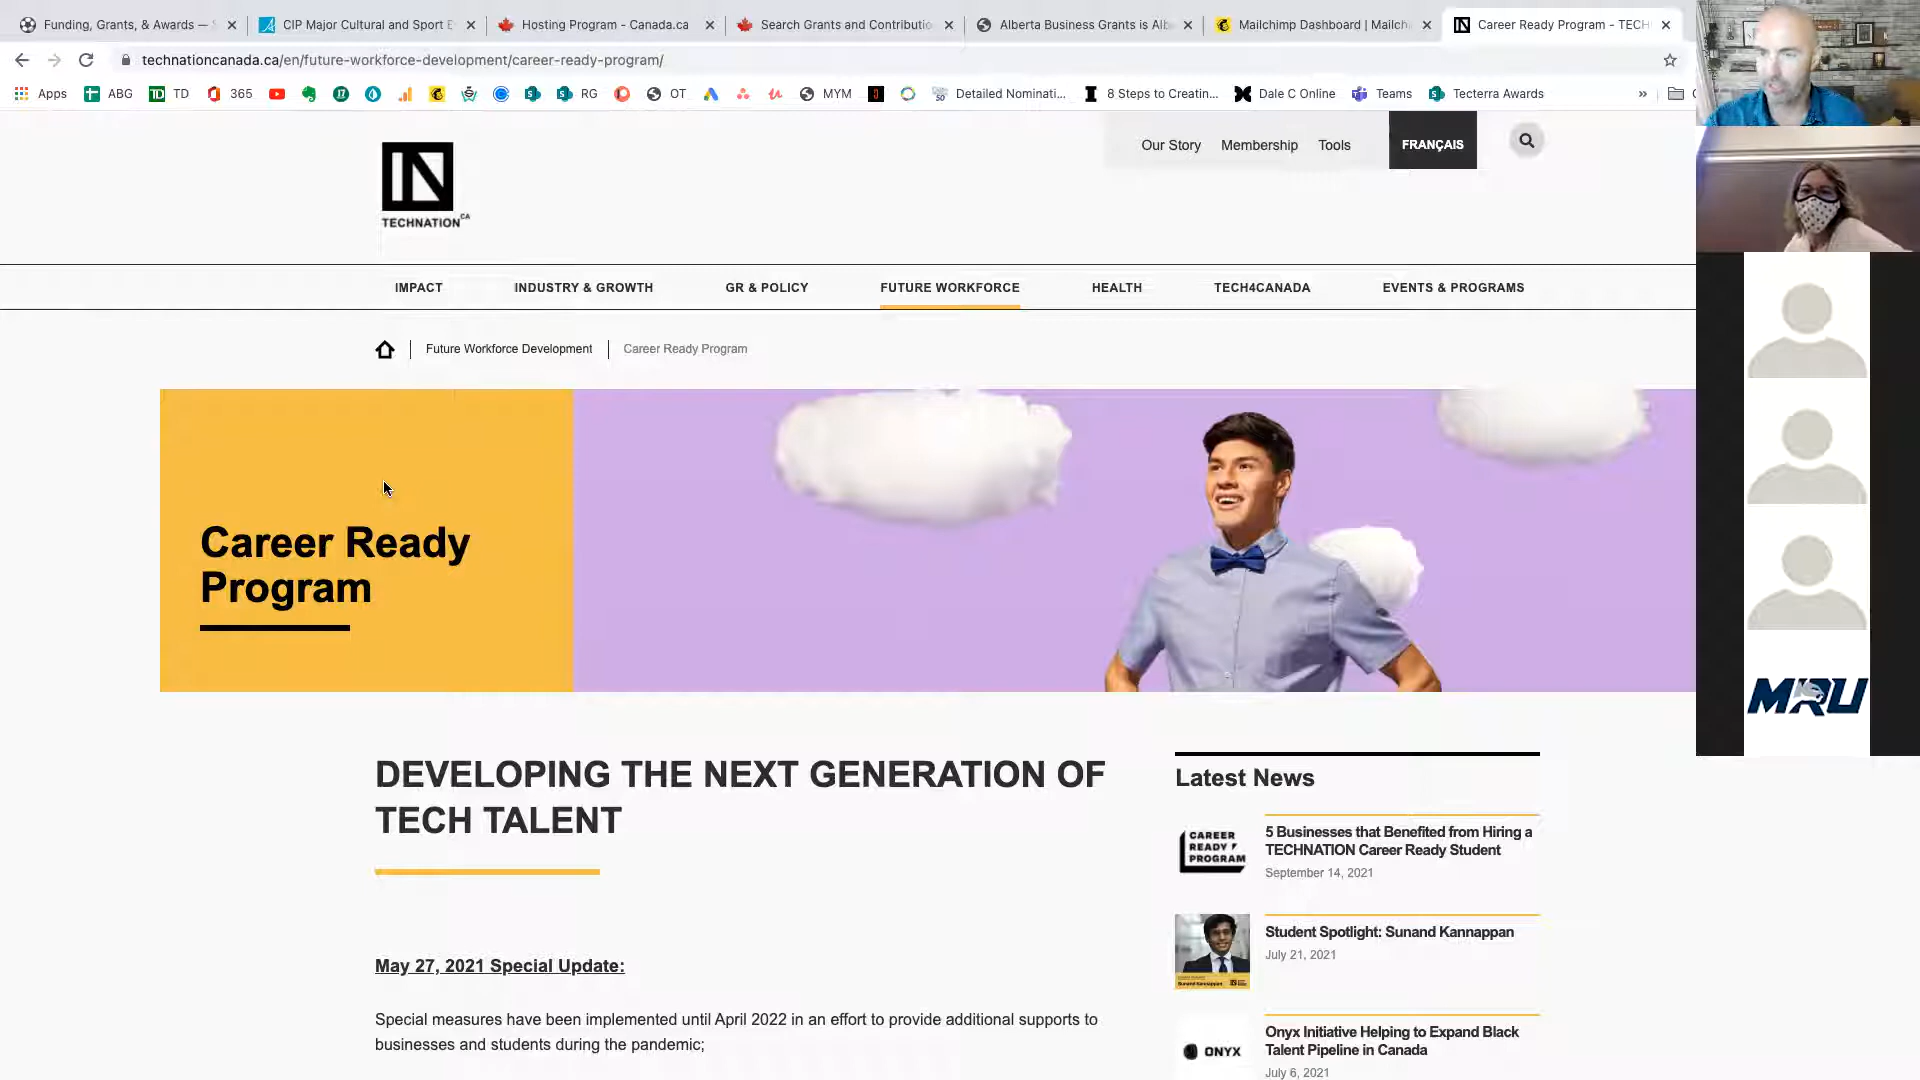 Funding, Grants, & Awards —
CIP Major Cultural and Sport E
Hosting Program - Canada.ca
Search Grants and Contributio
Alberta Business Grants is Alb
Mailchimp Dashboard | Mailch
Career Ready Program - TECH
technationcanada.ca/en/future-workforce-development/career-ready-program/
Apps
ABG
TD
365
RG
OT
MYM
Detailed Nominati...
8 Steps to Creatin...
Dale C Online
Teams
Tecterra Awards
»
Our Story
Membership
Tools
FRANÇAIS
IN
TECHNATION CA
IMPACT
INDUSTRY & GROWTH
GR & POLICY
FUTURE WORKFORCE
HEALTH
TECH4CANADA
EVENTS & PROGRAMS
Future Workforce Development
Career Ready Program
Career Ready
Program
MRU
DEVELOPING THE NEXT GENERATION OF
TECH TALENT
May 27, 2021 Special Update:
Special measures have been implemented until April 2022 in an effort to provide additional supports to
businesses and students during the pandemic;
Latest News
CAREER
READY
PROGRAM
5 Businesses that Benefited from Hiring a
TECHNATION Career Ready Student
September 14, 2021
Sunand Kannappan
Student Spotlight: Sunand Kannappan
July 21, 2021
ONYX
Onyx Initiative Helping to Expand Black
Talent Pipeline in Canada
July 6, 2021